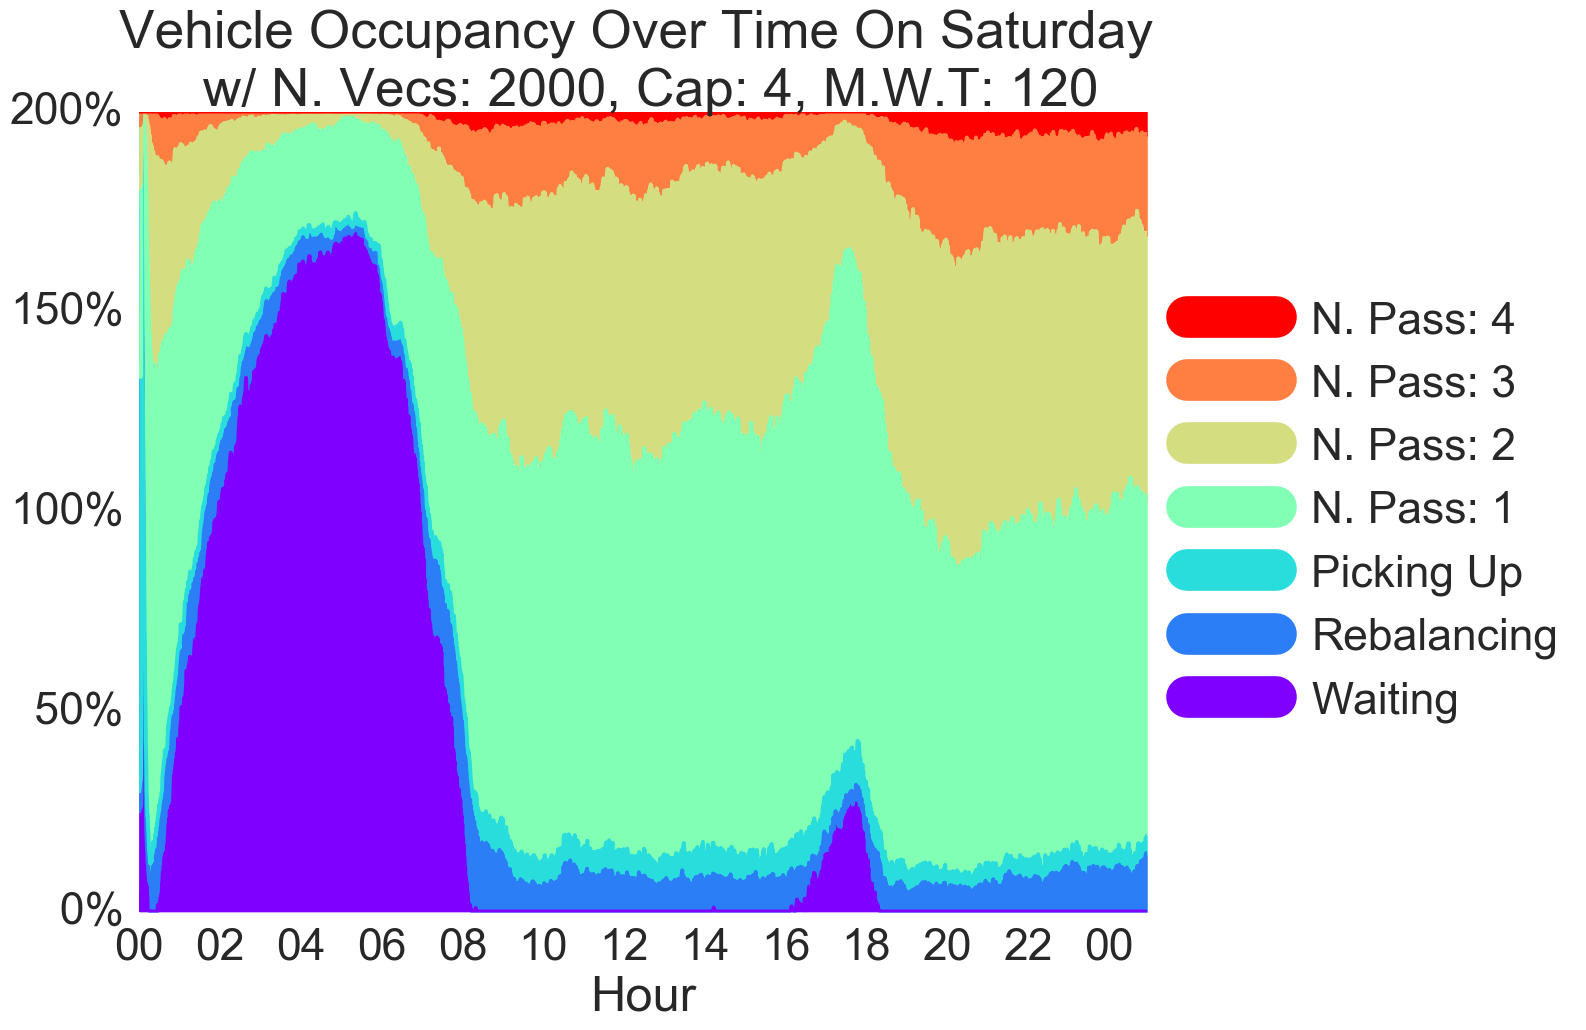 Vehicle Occupancy Over Time On Saturday
w/ N. Vecs: 2000, Cap: 4, M.W.T: 120
200%
150%
100%
50%
0%
00 02 04 06 08 10 12 14 16 18 20 22 00
Hour
N. Pass: 4
N. Pass: 3
N. Pass: 2
N. Pass: 1
Picking Up
Rebalancing
Waiting